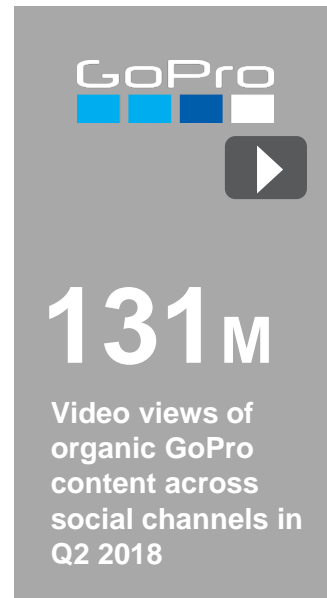 GoPro
131M
Video views of
organic GoPro
content across
social channels in
Q2 2018